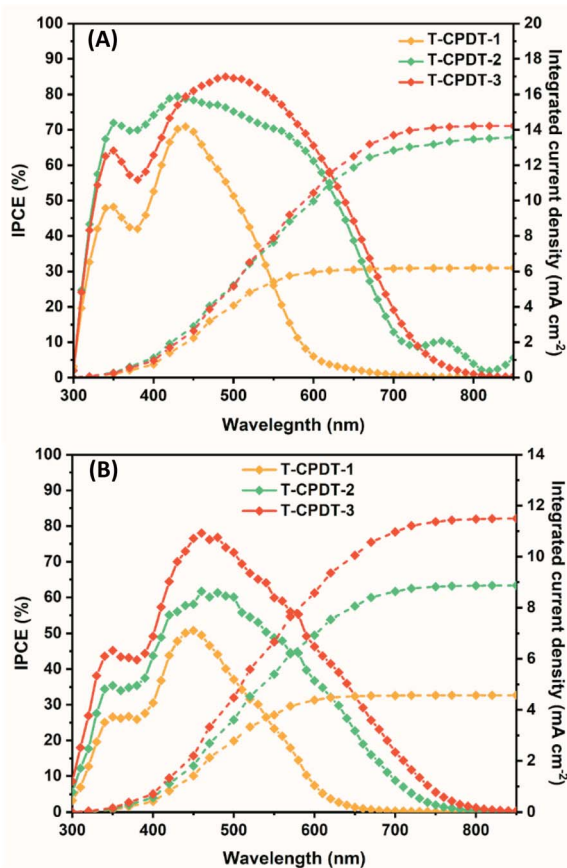 (A)
T-CPDT-1
T-CPDT-2
T-CPDT-3
100
90
80
70
60
50
40
30
20
10
0
IPCE (%)
20
18
16
14
12
10
8
6
4
2
0
Integrated current density (mA cm⁻²)
300 400 500 600 700 800
Wavelegnth (nm)
(B)
T-CPDT-1
T-CPDT-2
T-CPDT-3
100
90
80
70
60
50
40
30
20
10
0
IPCE (%)
14
12
10
8
6
4
2
0
Integrated current density (mA cm⁻²)
300 400 500 600 700 800
Wavelength (nm)